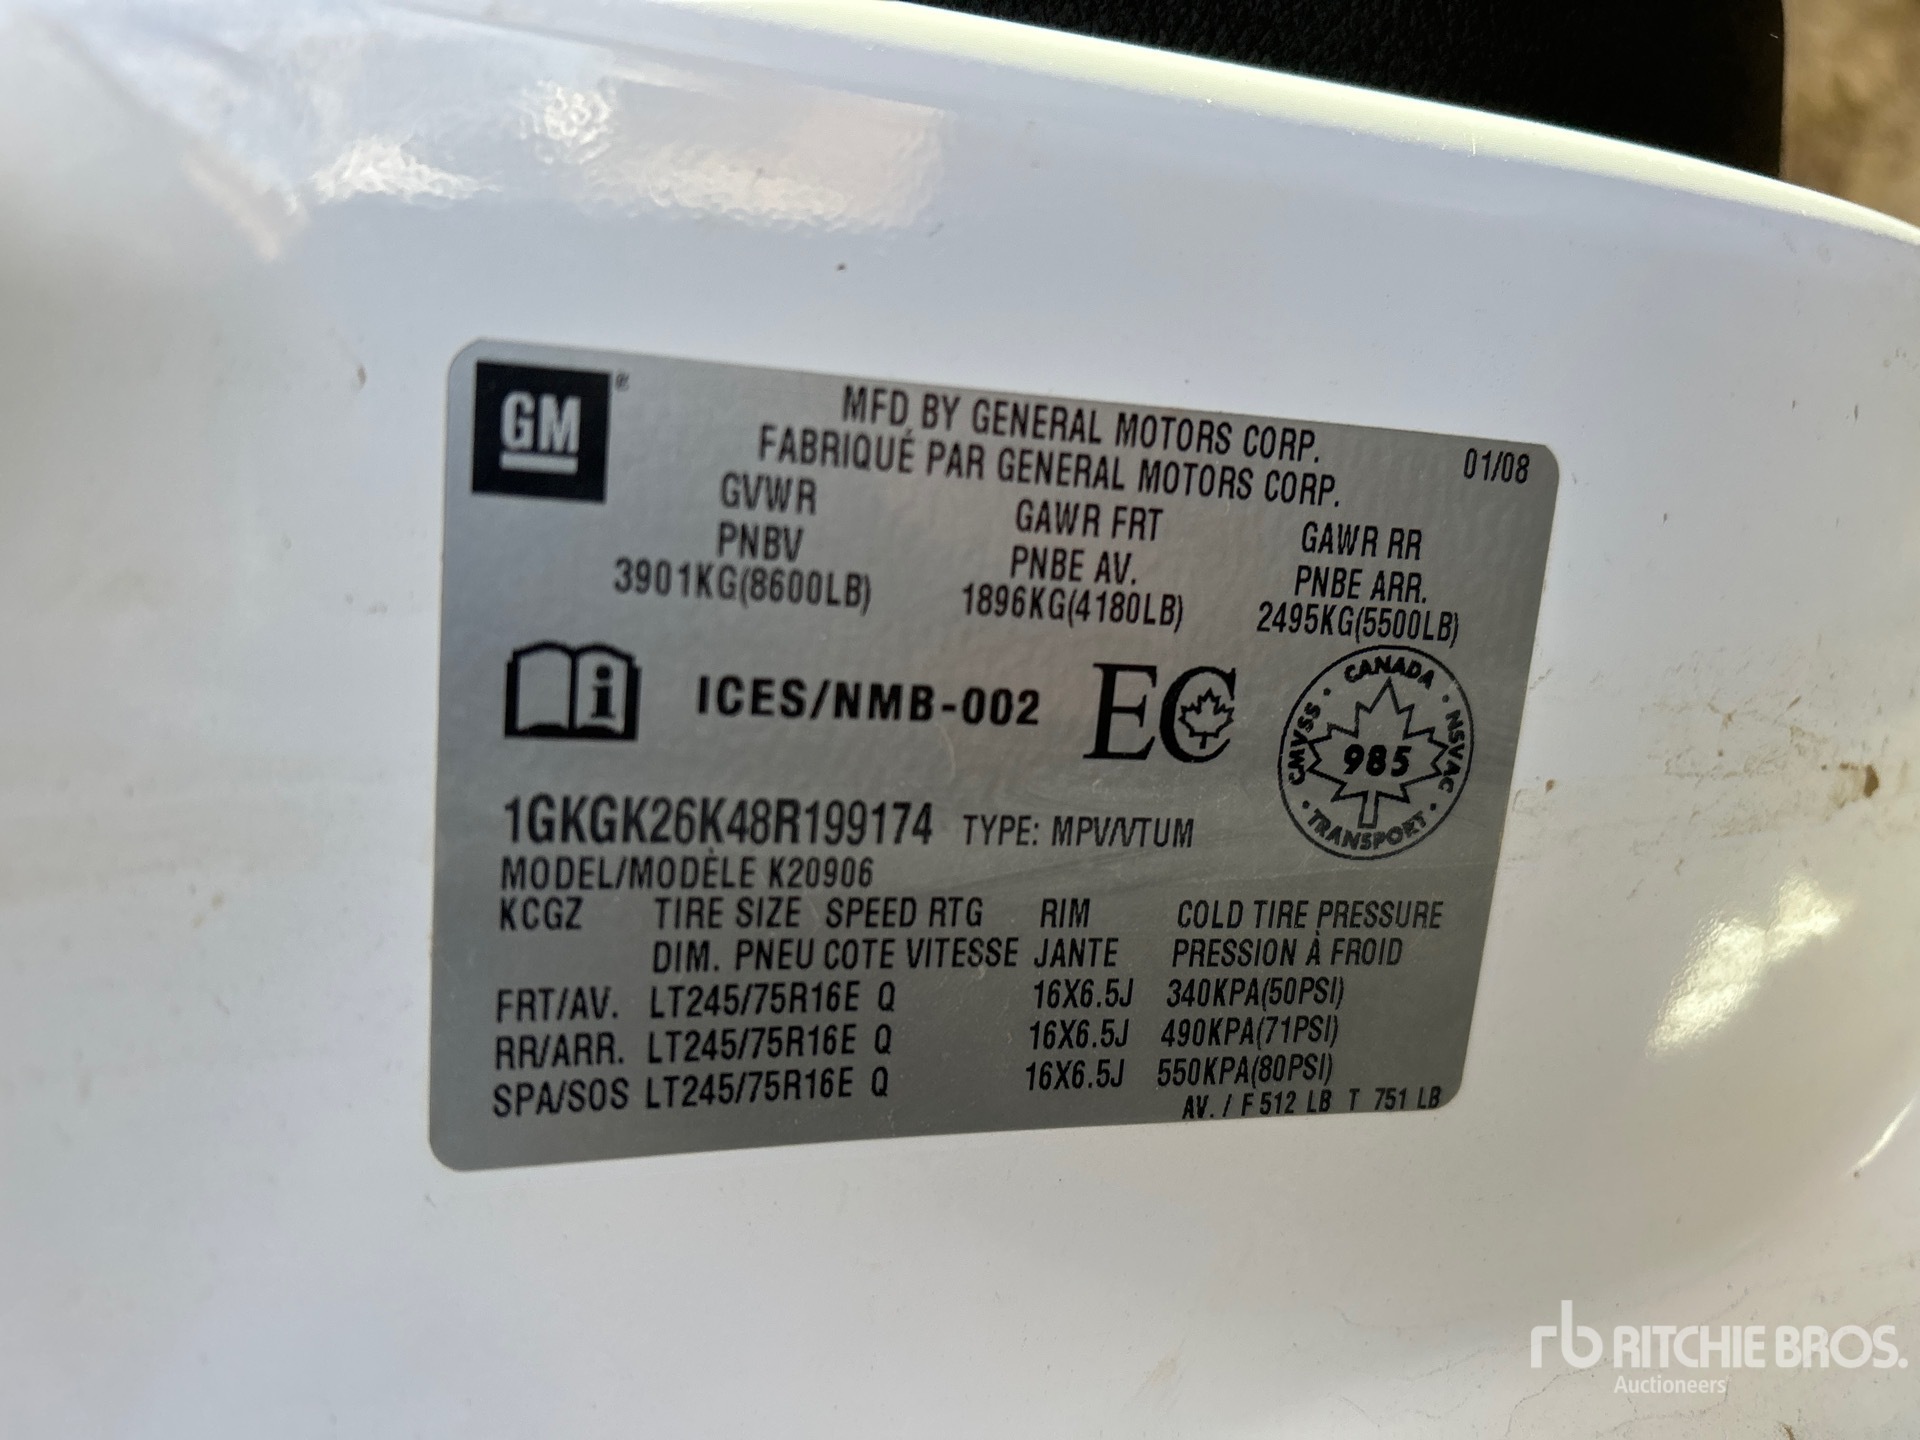 GM®
MFD BY GENERAL MOTORS CORP.
FABRIQUÉ PAR GENERAL MOTORS CORP.
01/08
GVWR
PNBV
3901KG(8600LB)
GAWR FRT
PNBE AV.
1896KG(4180LB)
GAWR RR
PNBE ARR.
2495KG(5500LB)
i
ICES/NMB-002
EC
CANADA · NSVAC · TRANSPORT · CMVSS ·
985
1GKGK26K48R199174 TYPE: MPV/VTUM
MODEL/MODÈLE K20906
KCGZ TIRE SIZE SPEED RTG RIM COLD TIRE PRESSURE
DIM. PNEU COTE VITESSE JANTE PRESSION À FROID
FRT/AV. LT245/75R16E Q 16X6.5J 340KPA(50PSI)
RR/ARR. LT245/75R16E Q 16X6.5J 490KPA(71PSI)
SPA/SOS LT245/75R16E Q 16X6.5J 550KPA(80PSI)
AV. / F 512 LB T 751 LB
rb RITCHIE BROS.
Auctioneers